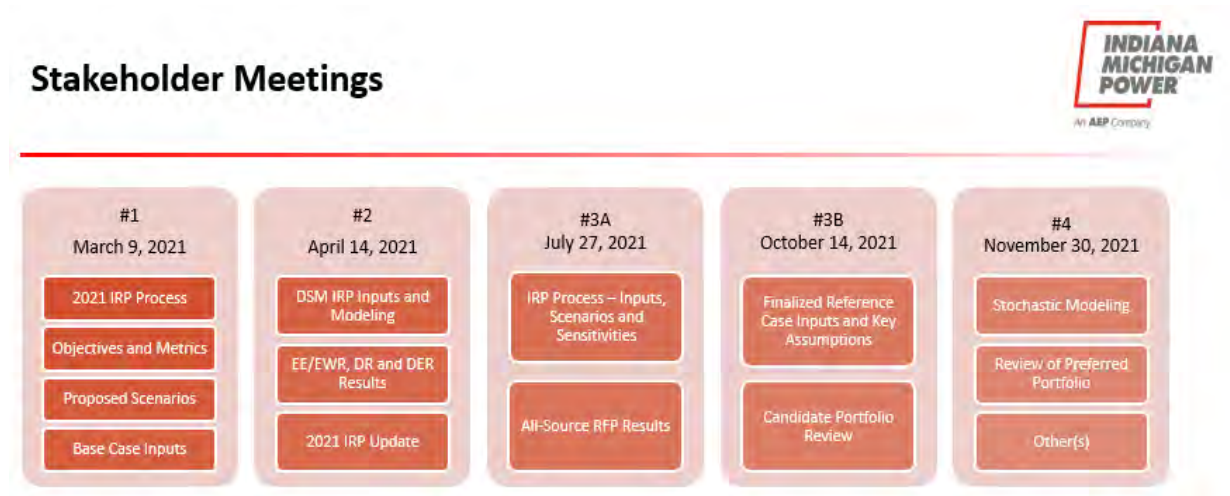 Stakeholder Meetings
INDIANA
MICHIGAN
POWER
An AEP Company
#1
March 9, 2021
2021 IRP Process
Objectives and Metrics
Proposed Scenarios
Base Case Inputs
#2
April 14, 2021
DSM IRP Inputs and
Modeling
EE/EWR, DR and DER
Results
2021 IRP Update
#3A
July 27, 2021
IRP Process – Inputs,
Scenarios and
Sensitivities
All-Source RFP Results
#3B
October 14, 2021
Finalized Reference
Case Inputs and Key
Assumptions
Candidate Portfolio
Review
#4
November 30, 2021
Stochastic Modeling
Review of Preferred
Portfolio
Other(s)